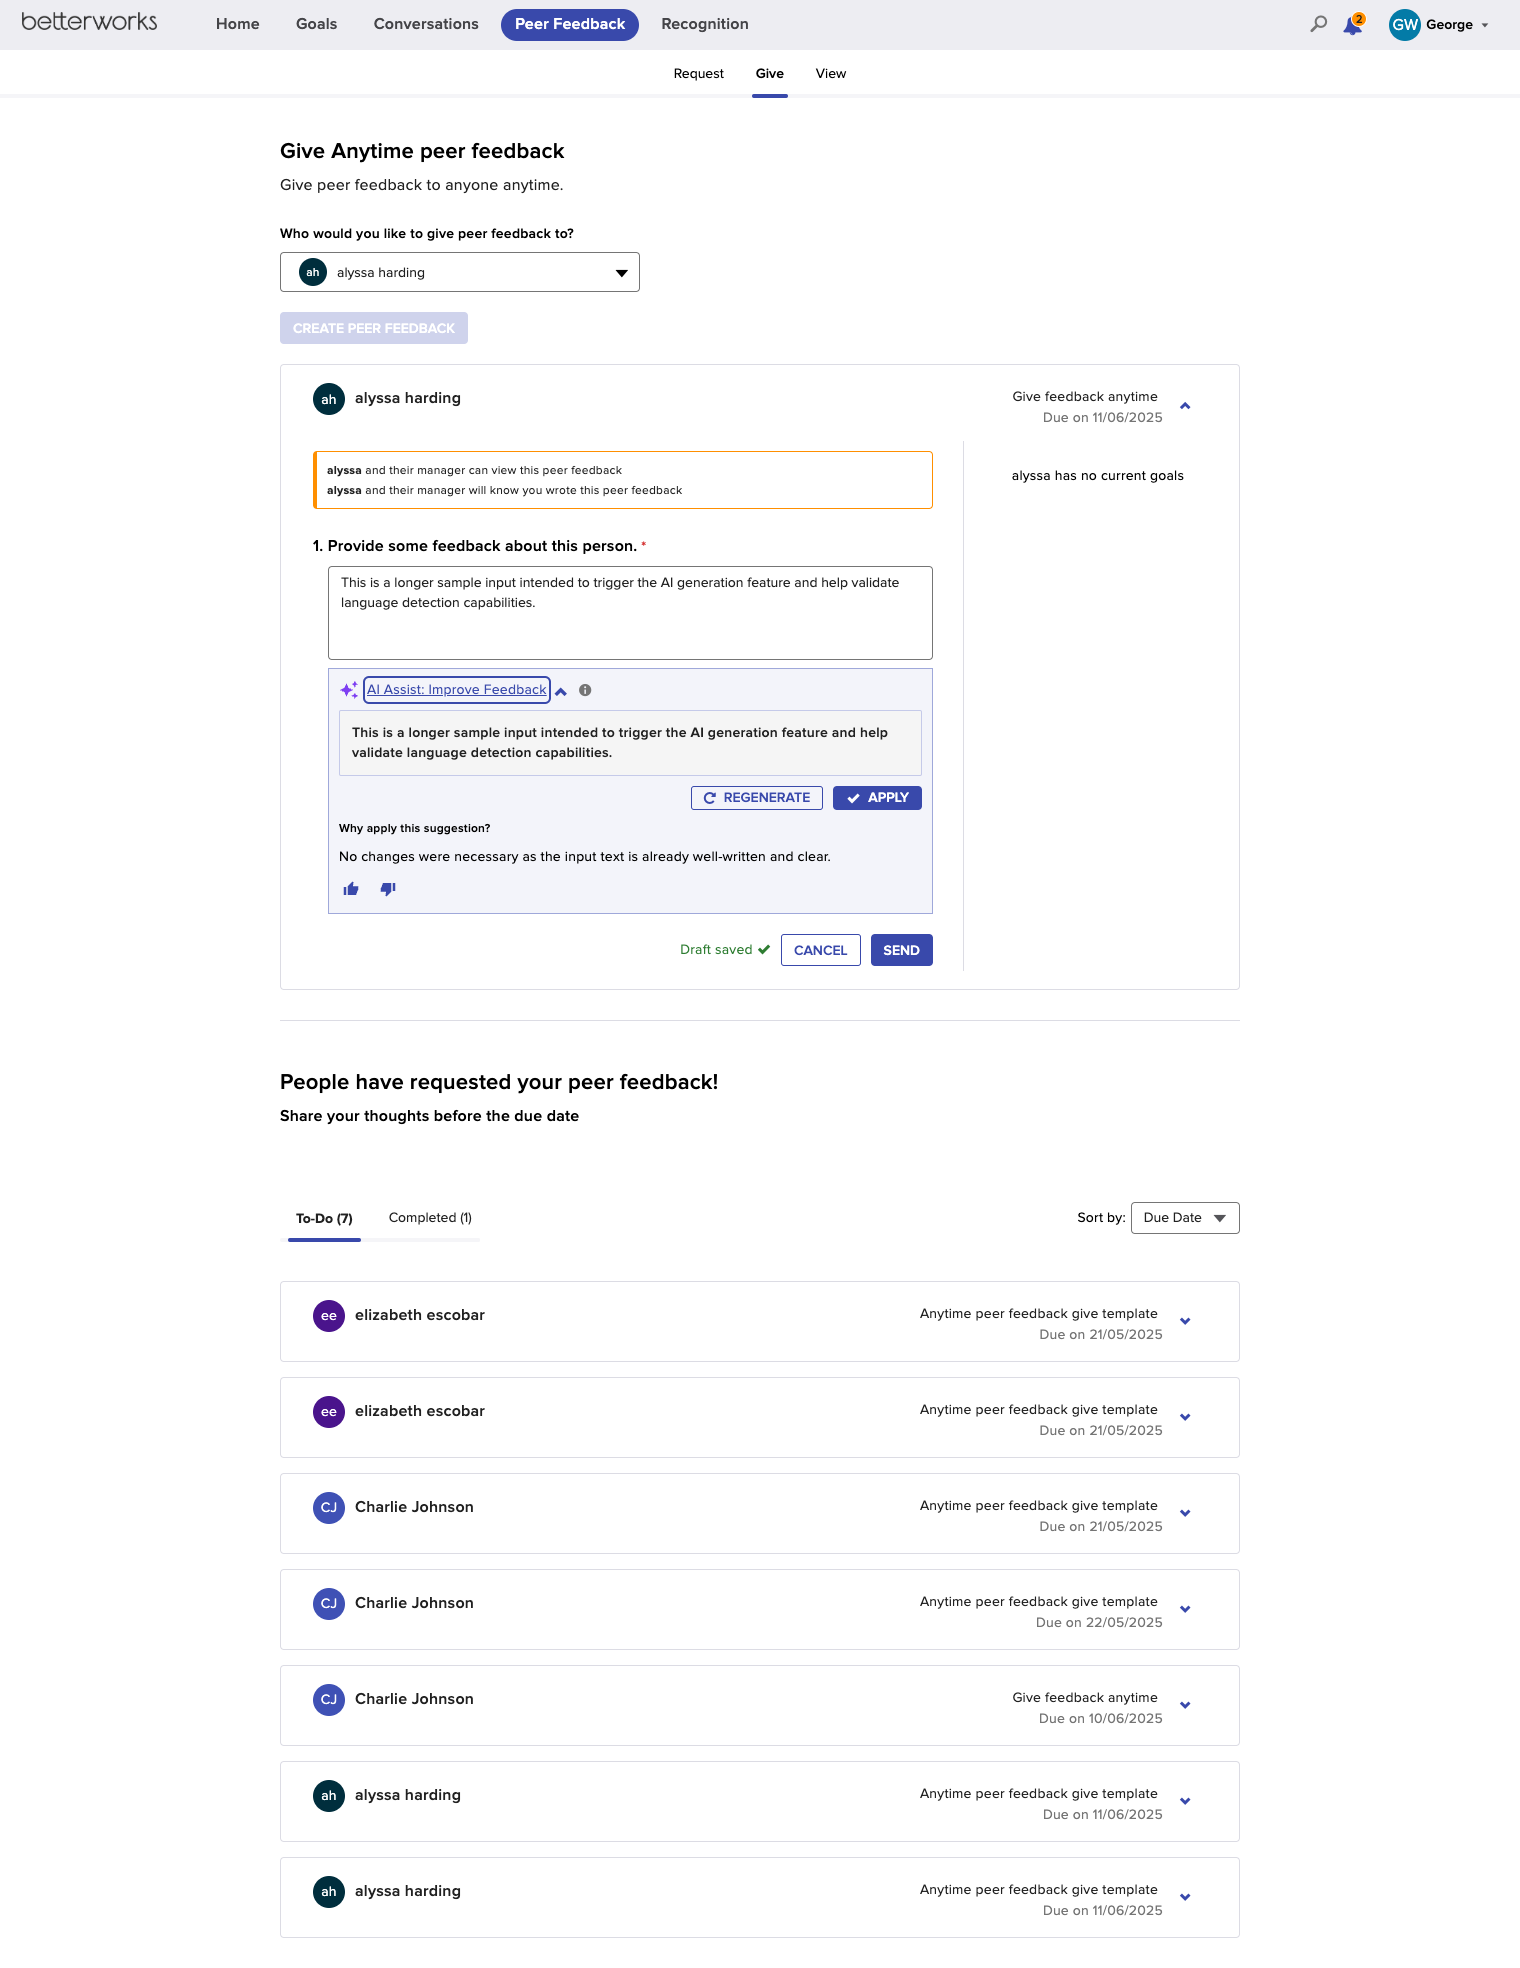 betterworks
Home Goals Conversations Peer Feedback Recognition
2
GW George
Request Give View
Give Anytime peer feedback
Give peer feedback to anyone anytime.
Who would you like to give peer feedback to?
ah alyssa harding
CREATE PEER FEEDBACK
ah alyssa harding
Give feedback anytime
Due on 11/06/2025
alyssa and their manager can view this peer feedback
alyssa and their manager will know you wrote this peer feedback
alyssa has no current goals
1. Provide some feedback about this person. *
This is a longer sample input intended to trigger the AI generation feature and help validate
language detection capabilities.
AI Assist: Improve Feedback
This is a longer sample input intended to trigger the AI generation feature and help
validate language detection capabilities.
REGENERATE APPLY
Why apply this suggestion?
No changes were necessary as the input text is already well-written and clear.
Draft saved CANCEL SEND
People have requested your peer feedback!
Share your thoughts before the due date
To-Do (7) Completed (1)
Sort by: Due Date
ee elizabeth escobar
Anytime peer feedback give template
Due on 21/05/2025
ee elizabeth escobar
Anytime peer feedback give template
Due on 21/05/2025
CJ Charlie Johnson
Anytime peer feedback give template
Due on 21/05/2025
CJ Charlie Johnson
Anytime peer feedback give template
Due on 22/05/2025
CJ Charlie Johnson
Give feedback anytime
Due on 10/06/2025
ah alyssa harding
Anytime peer feedback give template
Due on 11/06/2025
ah alyssa harding
Anytime peer feedback give template
Due on 11/06/2025